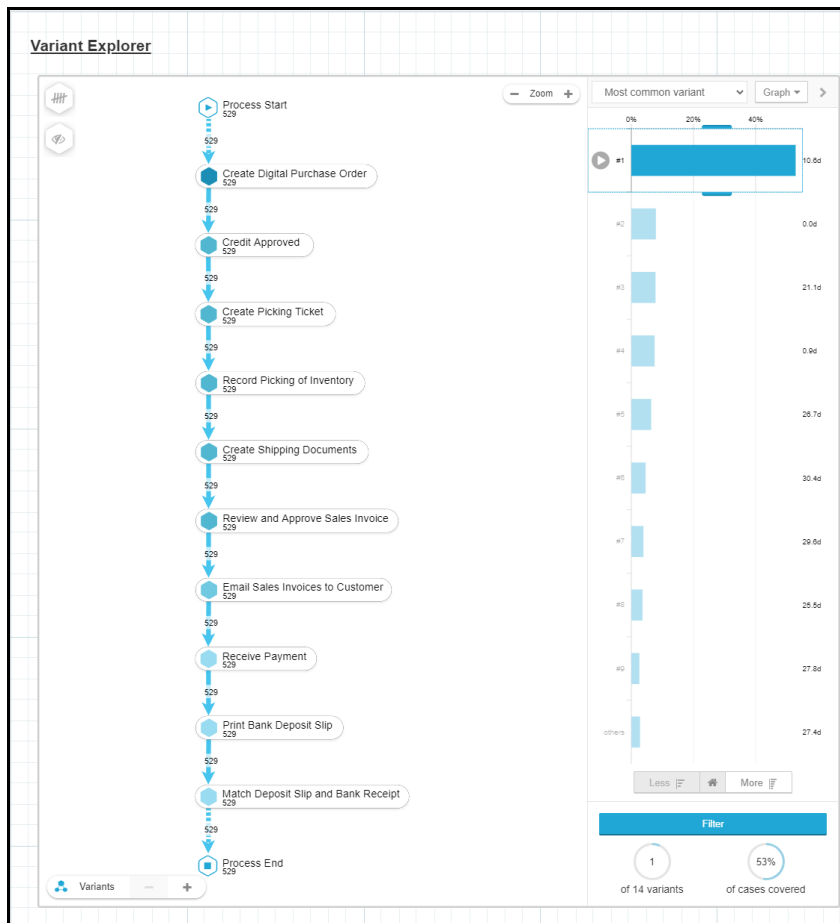 Variant Explorer
Process Start
529
529
Create Digital Purchase Order
529
529
Credit Approved
529
529
Create Picking Ticket
529
529
Record Picking of Inventory
529
529
Create Shipping Documents
529
529
Review and Approve Sales Invoice
529
529
Email Sales Invoices to Customer
529
529
Receive Payment
529
529
Print Bank Deposit Slip
529
529
Match Deposit Slip and Bank Receipt
529
529
Process End
529
Variants − +
− Zoom +
Most common variant Graph
0% 20% 40%
#1 10.6d
#2 0.0d
#3 21.1d
#4 0.9d
#5 26.7d
#6 30.4d
#7 29.6d
#8 25.5d
#9 27.8d
others 27.4d
Less More
Filter
1 53%
of 14 variants of cases covered